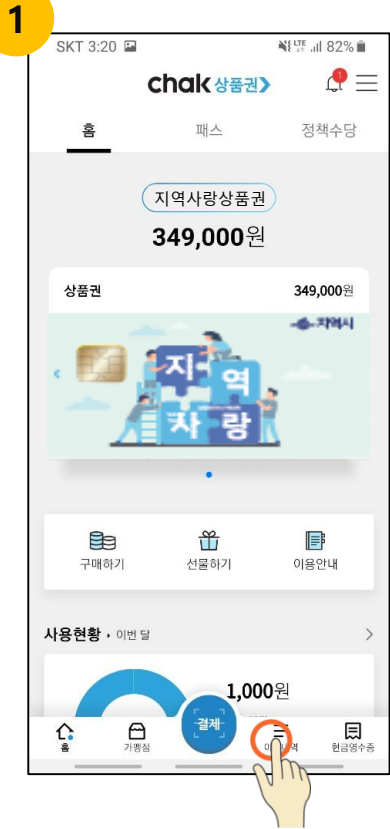 1
SKT 3:20 LTE 82%
chak 상품권
1
홈 패스 정책수당
지역사랑상품권
349,000원
상품권 349,000원
지역시
지역
사랑
구매하기 선물하기 이용안내
사용현황 · 이번 달
1,000원
결제
홈 가맹점 현금영수증